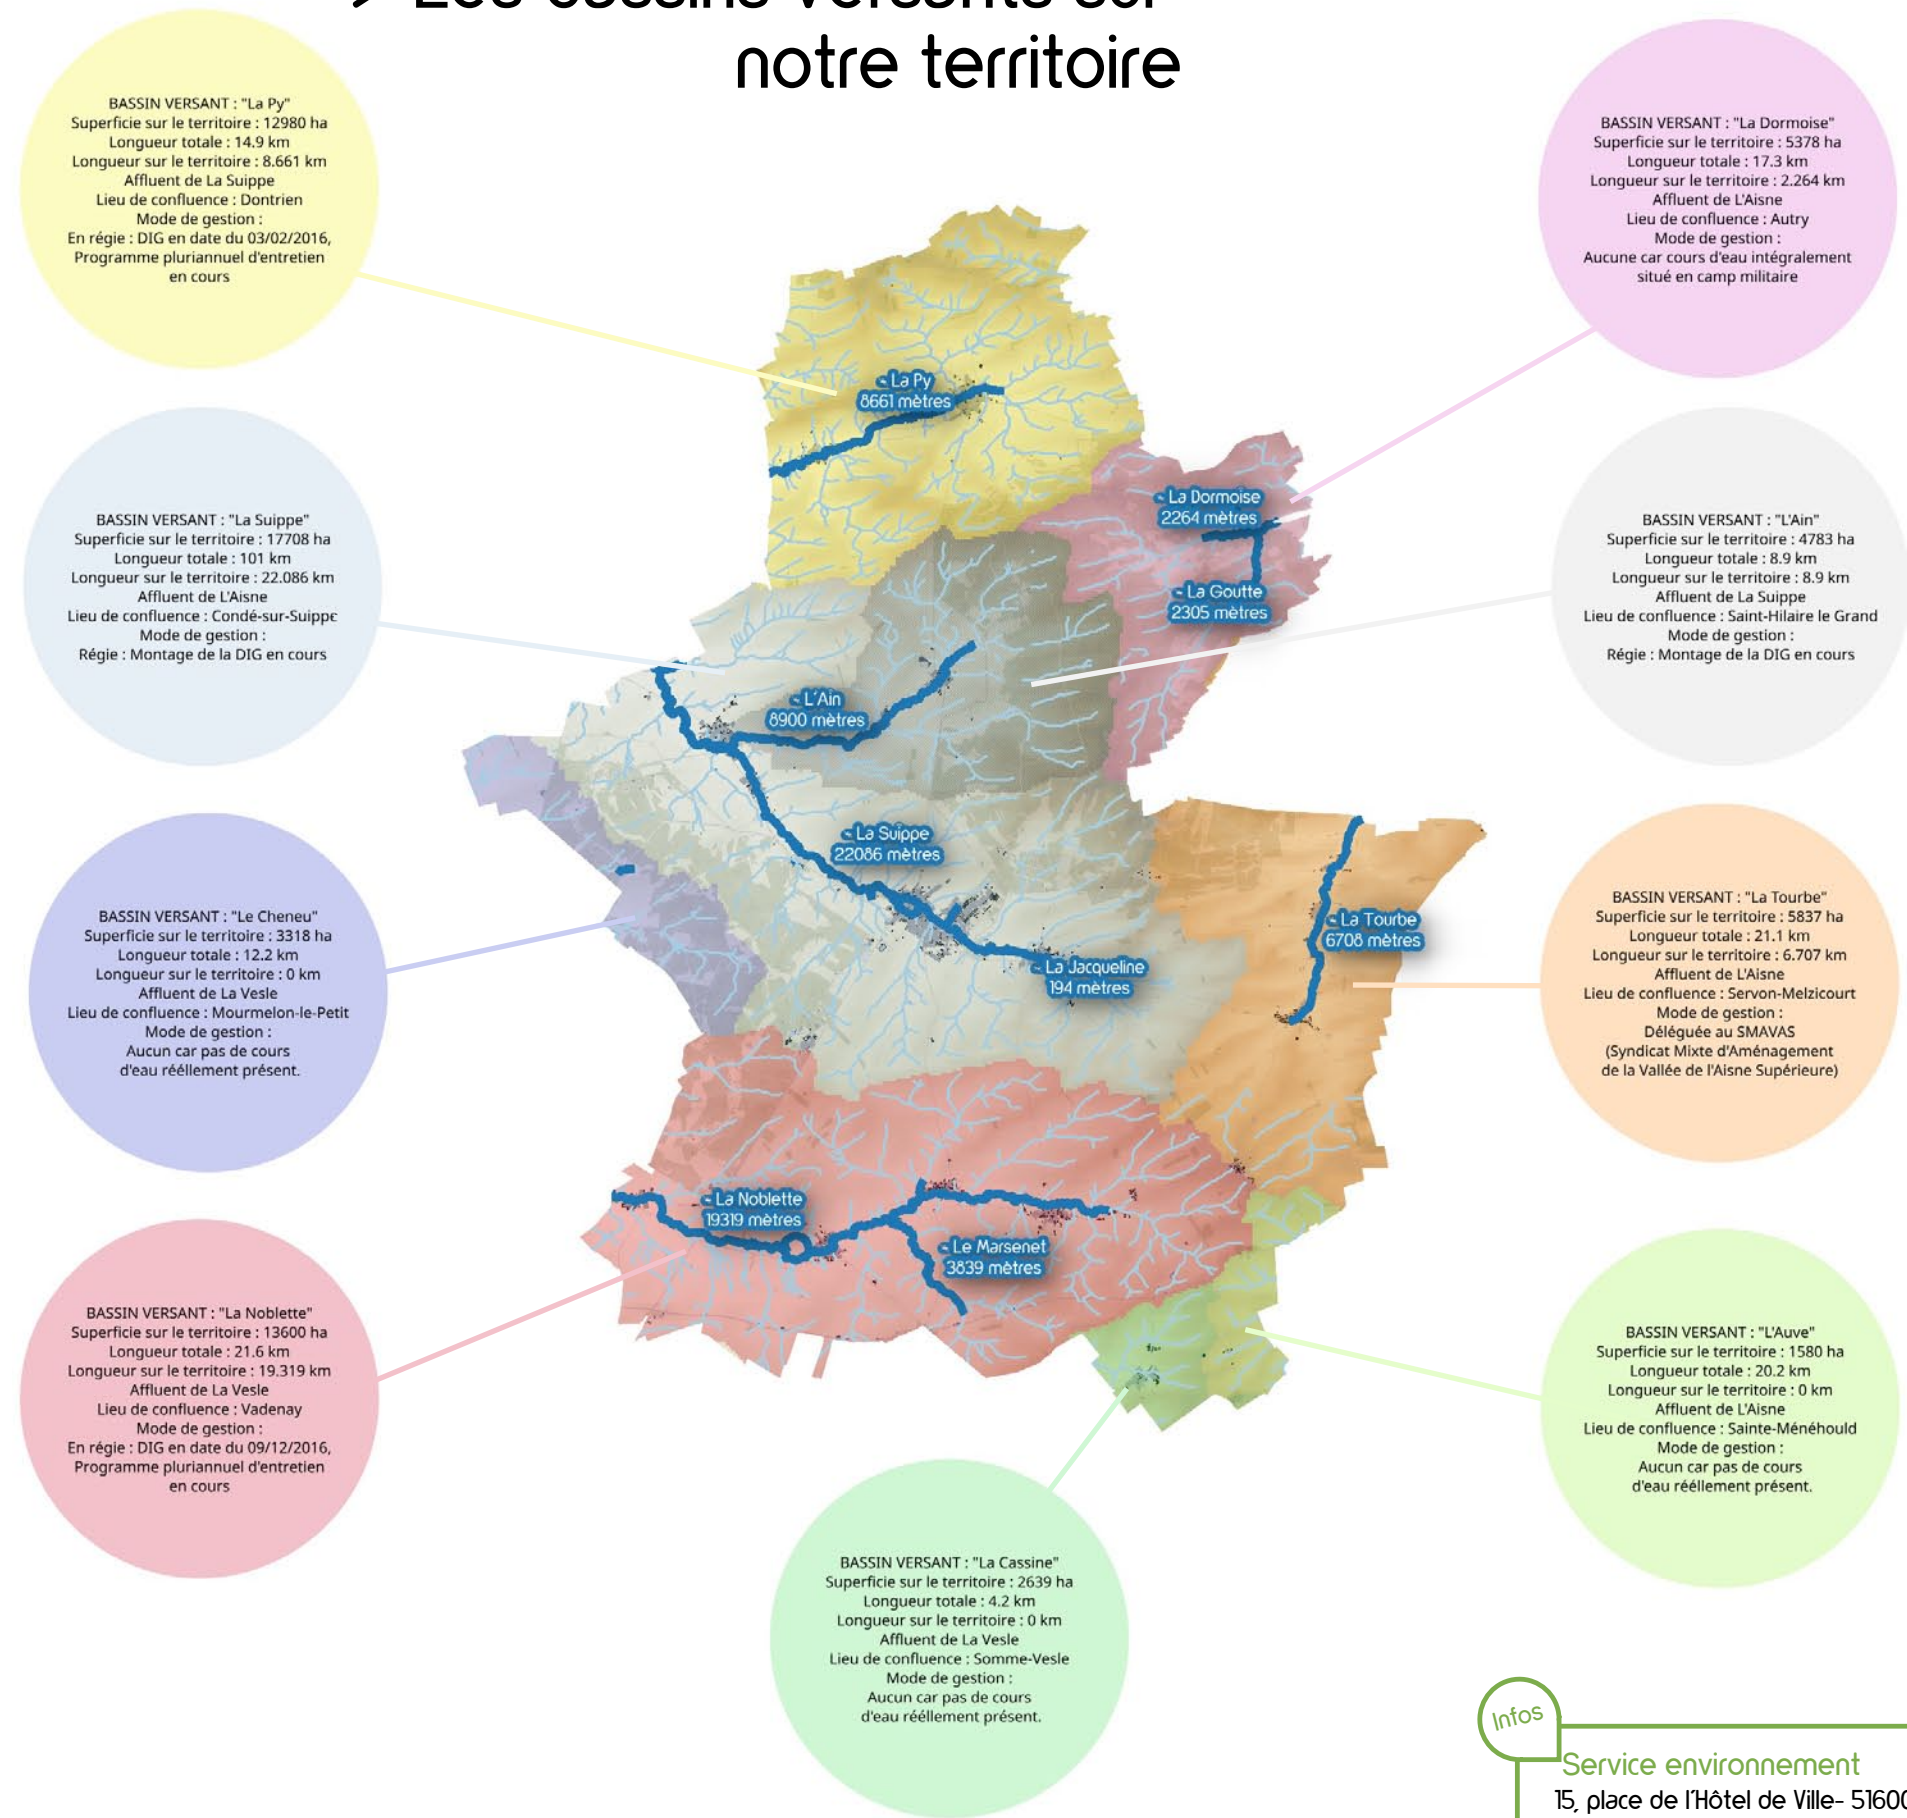 > Les bassins versants sur
notre territoire
BASSIN VERSANT : "La Py"
Superficie sur le territoire : 12980 ha
Longueur totale : 14.9 km
Longueur sur le territoire : 8.661 km
Affluent de La Suippe
Lieu de confluence : Dontrien
Mode de gestion :
En régie : DIG en date du 03/02/2016,
Programme pluriannuel d'entretien
en cours
BASSIN VERSANT : "La Dormoise"
Superficie sur le territoire : 5378 ha
Longueur totale : 17.3 km
Longueur sur le territoire : 2.264 km
Affluent de L'Aisne
Lieu de confluence : Autry
Mode de gestion :
Aucune car cours d'eau intégralement
situé en camp militaire
BASSIN VERSANT : "La Suippe"
Superficie sur le territoire : 17708 ha
Longueur totale : 101 km
Longueur sur le territoire : 22.086 km
Affluent de L'Aisne
Lieu de confluence : Condé-sur-Suippe
Mode de gestion :
Régie : Montage de la DIG en cours
BASSIN VERSANT : "L'Ain"
Superficie sur le territoire : 4783 ha
Longueur totale : 8.9 km
Longueur sur le territoire : 8.9 km
Affluent de La Suippe
Lieu de confluence : Saint-Hilaire le Grand
Mode de gestion :
Régie : Montage de la DIG en cours
BASSIN VERSANT : "Le Cheneu"
Superficie sur le territoire : 3318 ha
Longueur totale : 12.2 km
Longueur sur le territoire : 0 km
Affluent de La Vesle
Lieu de confluence : Mourmelon-le-Petit
Mode de gestion :
Aucun car pas de cours
d'eau rééllement présent.
BASSIN VERSANT : "La Tourbe"
Superficie sur le territoire : 5837 ha
Longueur totale : 21.1 km
Longueur sur le territoire : 6.707 km
Affluent de L'Aisne
Lieu de confluence : Servon-Melzicourt
Mode de gestion :
Déléguée au SMAVAS
(Syndicat Mixte d'Aménagement
de la Vallée de l'Aisne Supérieure)
BASSIN VERSANT : "La Noblette"
Superficie sur le territoire : 13600 ha
Longueur totale : 21.6 km
Longueur sur le territoire : 19.319 km
Affluent de La Vesle
Lieu de confluence : Vadenay
Mode de gestion :
En régie : DIG en date du 09/12/2016,
Programme pluriannuel d'entretien
en cours
BASSIN VERSANT : "L'Auve"
Superficie sur le territoire : 1580 ha
Longueur totale : 20.2 km
Longueur sur le territoire : 0 km
Affluent de L'Aisne
Lieu de confluence : Sainte-Ménéhould
Mode de gestion :
Aucun car pas de cours
d'eau rééllement présent.
BASSIN VERSANT : "La Cassine"
Superficie sur le territoire : 2639 ha
Longueur totale : 4.2 km
Longueur sur le territoire : 0 km
Affluent de La Vesle
Lieu de confluence : Somme-Vesle
Mode de gestion :
Aucun car pas de cours
d'eau rééllement présent.
~ La Py
8661 mètres
~ La Dormoise
2264 mètres
~ La Goutte
2305 mètres
~ L'Ain
8900 mètres
~ La Suippe
22086 mètres
~ La Tourbe
6708 mètres
~ La Jacqueline
194 mètres
~ La Noblette
19319 mètres
~ Le Marsenet
3839 mètres
Infos
Service environnement
15, place de l'Hôtel de Ville- 51600